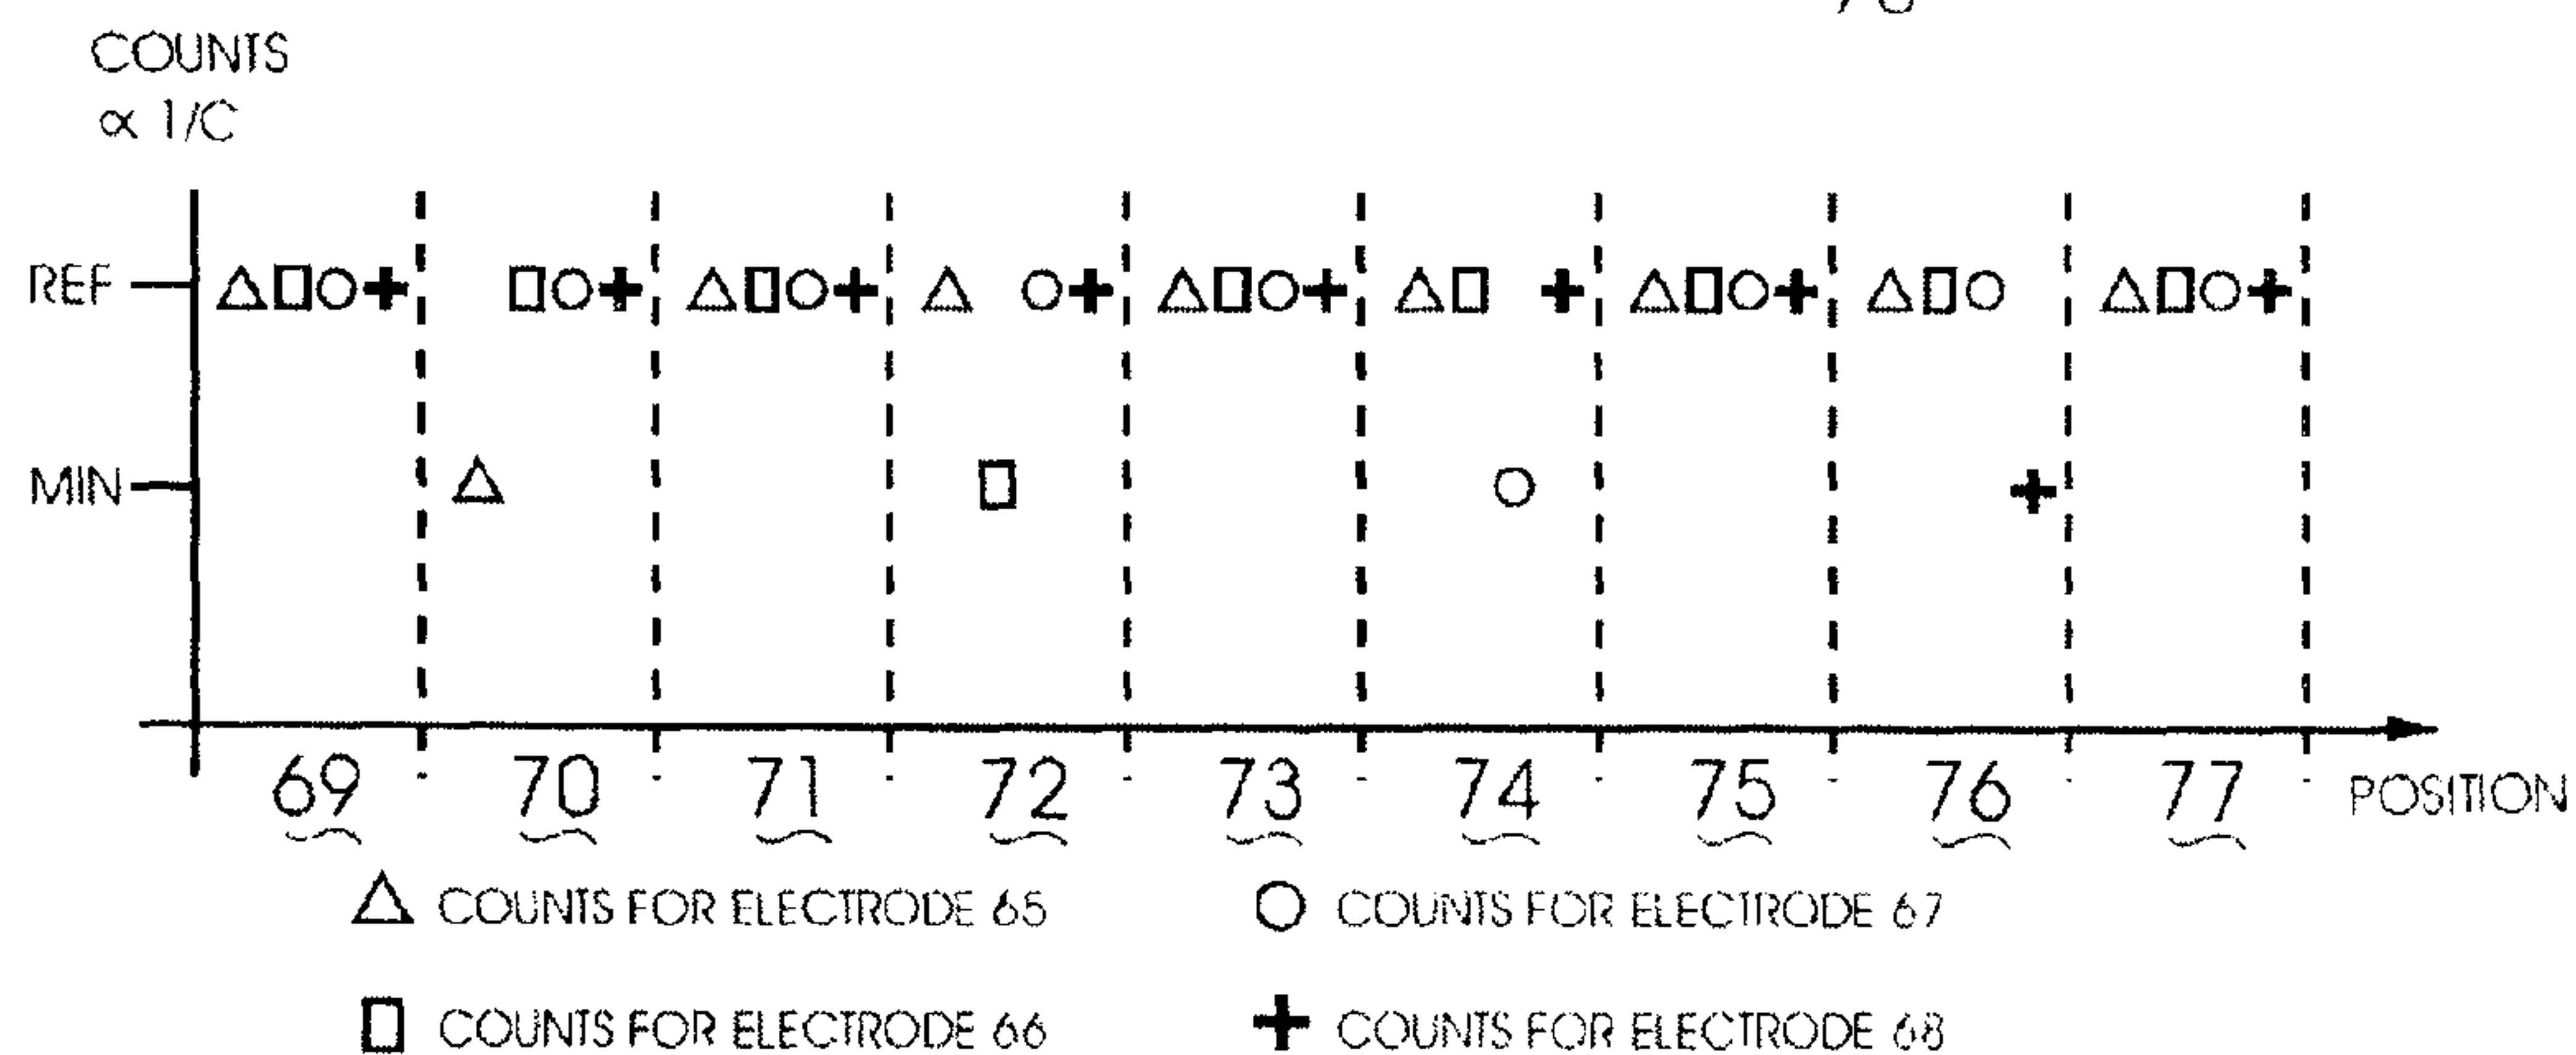 COUNTS
∝ 1/C
REF
MIN
69 70 71 72 73 74 75 76 77 POSITION
COUNTS FOR ELECTRODE 65
COUNTS FOR ELECTRODE 67
COUNTS FOR ELECTRODE 66
COUNTS FOR ELECTRODE 68